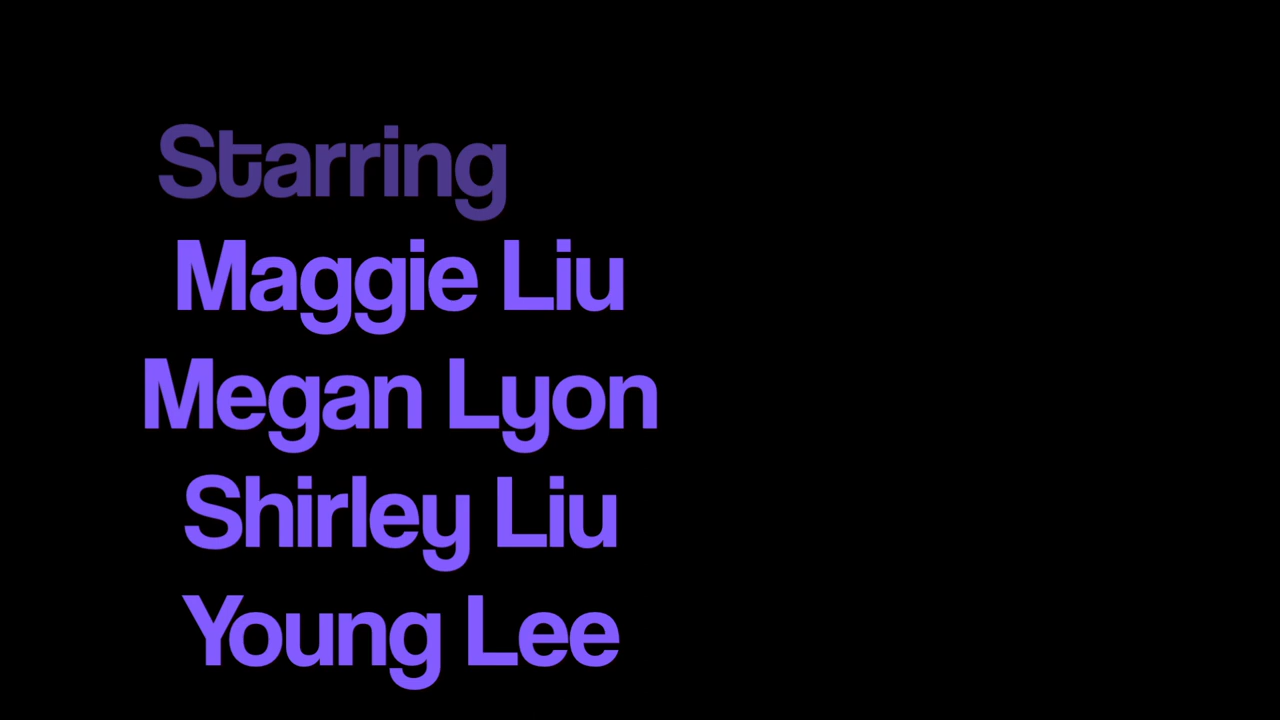 Starring
Maggie Liu
Megan Lyon
Shirley Liu
Young Lee